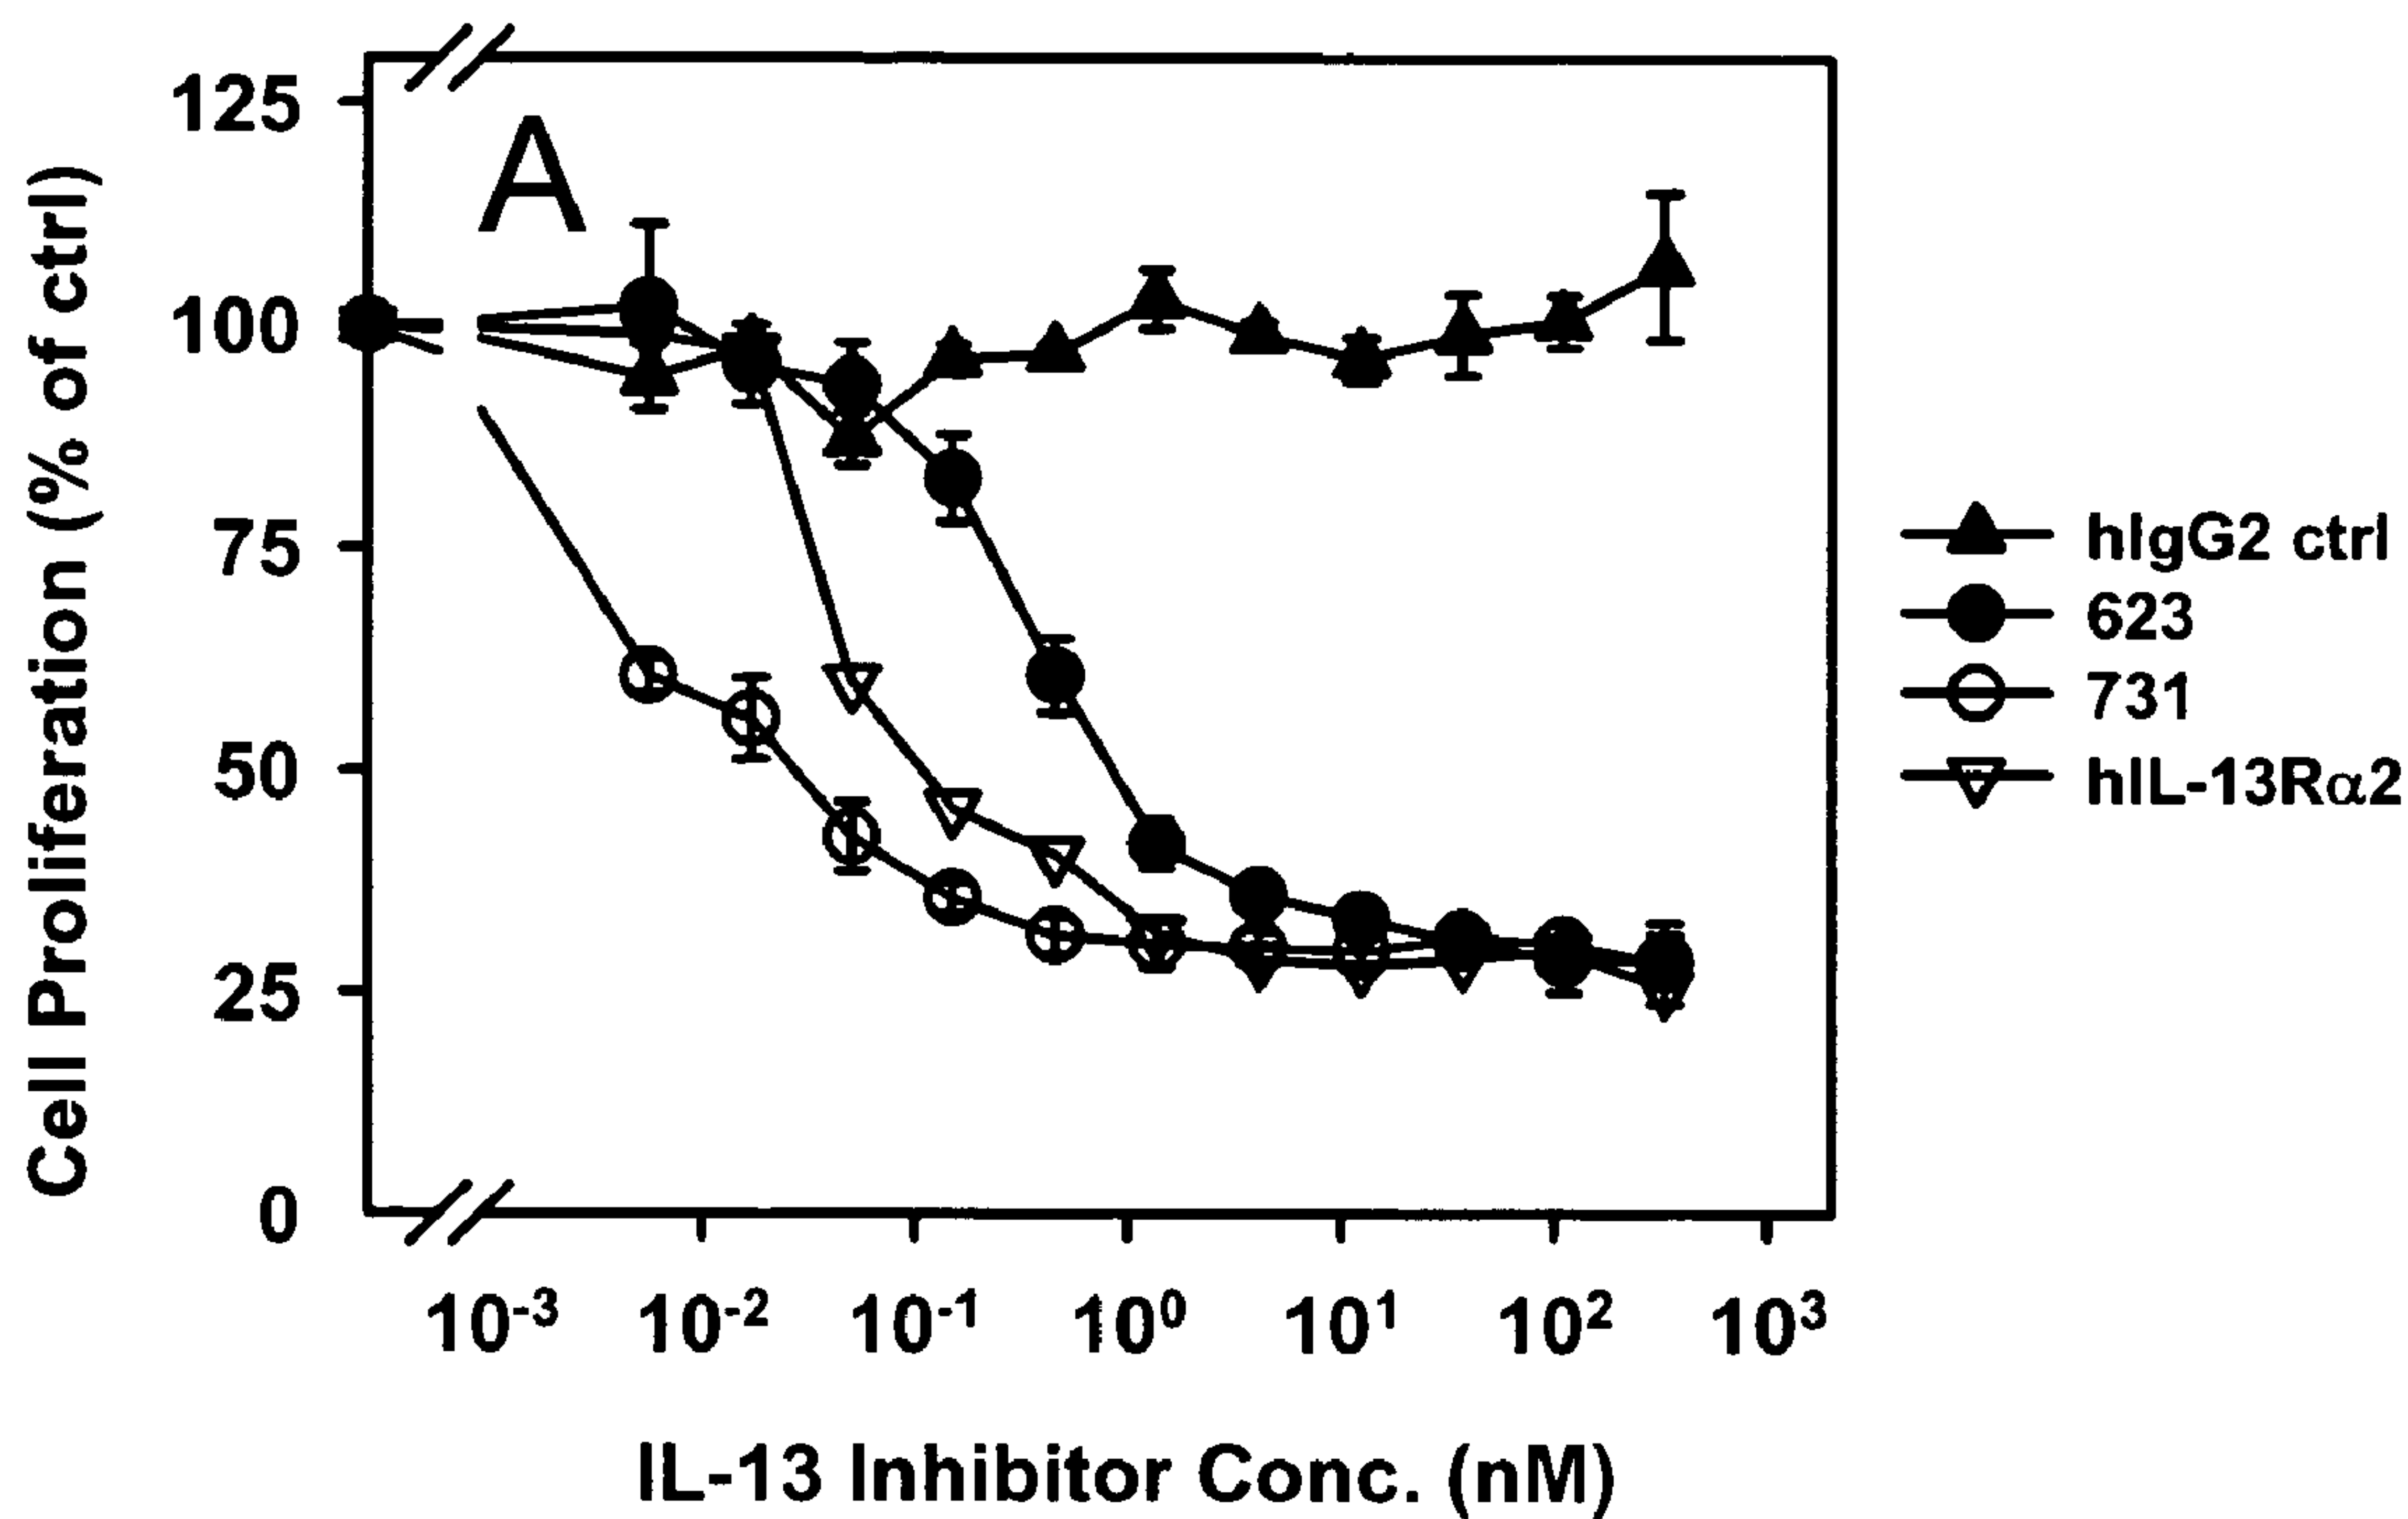 A
Cell Proliferation (% of ctrl)
125
100
75
50
25
0
10⁻³ 10⁻² 10⁻¹ 10⁰ 10¹ 10² 10³
IL-13 Inhibitor Conc. (nM)
hIgG2 ctrl
623
731
hIL-13Rα2